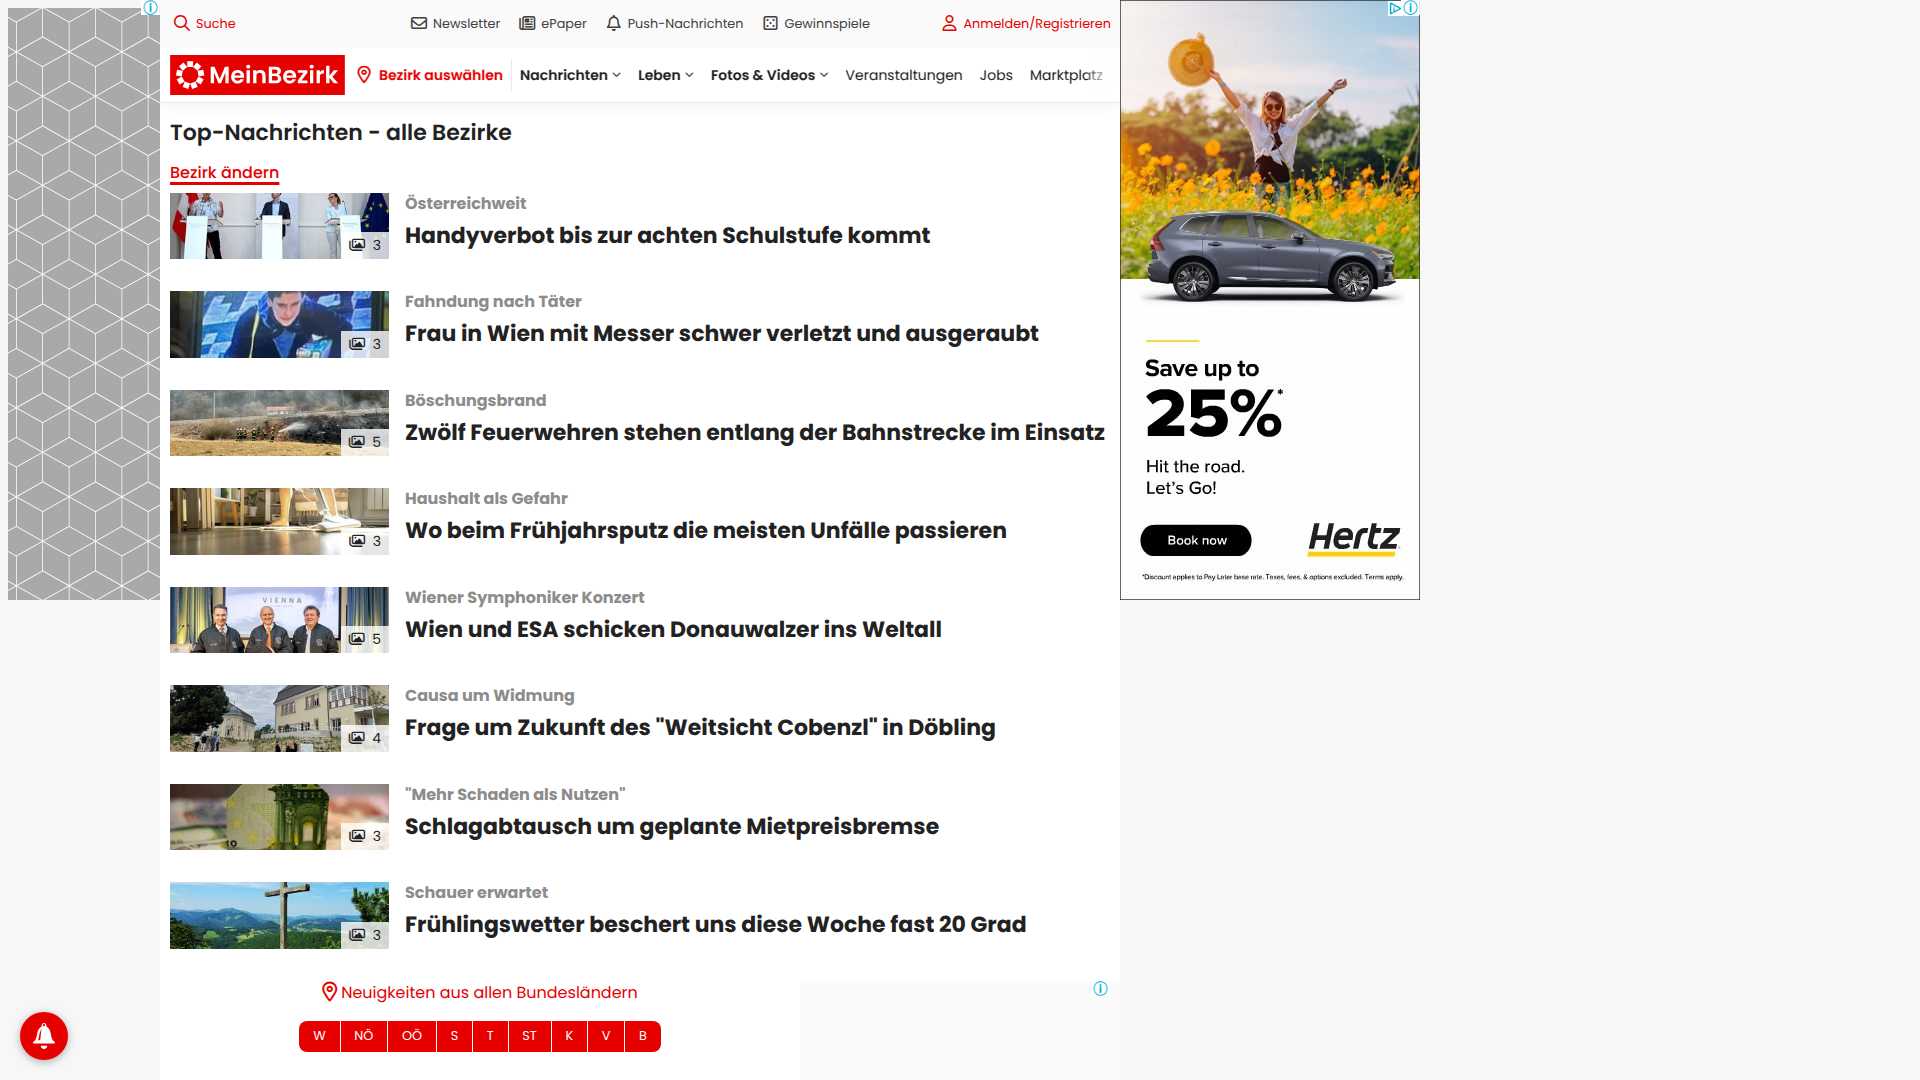 Suche
Newsletter
ePaper
Push-Nachrichten
Gewinnspiele
Anmelden/Registrieren
MeinBezirk
Bezirk auswählen
Nachrichten
Leben
Fotos & Videos
Veranstaltungen
Jobs
Marktplatz
Top-Nachrichten - alle Bezirke
Bezirk ändern
3
Österreichweit
Handyverbot bis zur achten Schulstufe kommt
3
Fahndung nach Täter
Frau in Wien mit Messer schwer verletzt und ausgeraubt
5
Böschungsbrand
Zwölf Feuerwehren stehen entlang der Bahnstrecke im Einsatz
3
Haushalt als Gefahr
Wo beim Frühjahrsputz die meisten Unfälle passieren
VIENNA
5
Wiener Symphoniker Konzert
Wien und ESA schicken Donauwalzer ins Weltall
4
Causa um Widmung
Frage um Zukunft des "Weitsicht Cobenzl" in Döbling
10
3
"Mehr Schaden als Nutzen"
Schlagabtausch um geplante Mietpreisbremse
3
Schauer erwartet
Frühlingswetter beschert uns diese Woche fast 20 Grad
Neuigkeiten aus allen Bundesländern
W
NÖ
OÖ
S
T
ST
K
V
B
Save up to
25%*
Hit the road.
Let's Go!
Book now
Hertz
*Discount applies to Pay Later base rate. Taxes, fees, & options excluded. Terms apply.